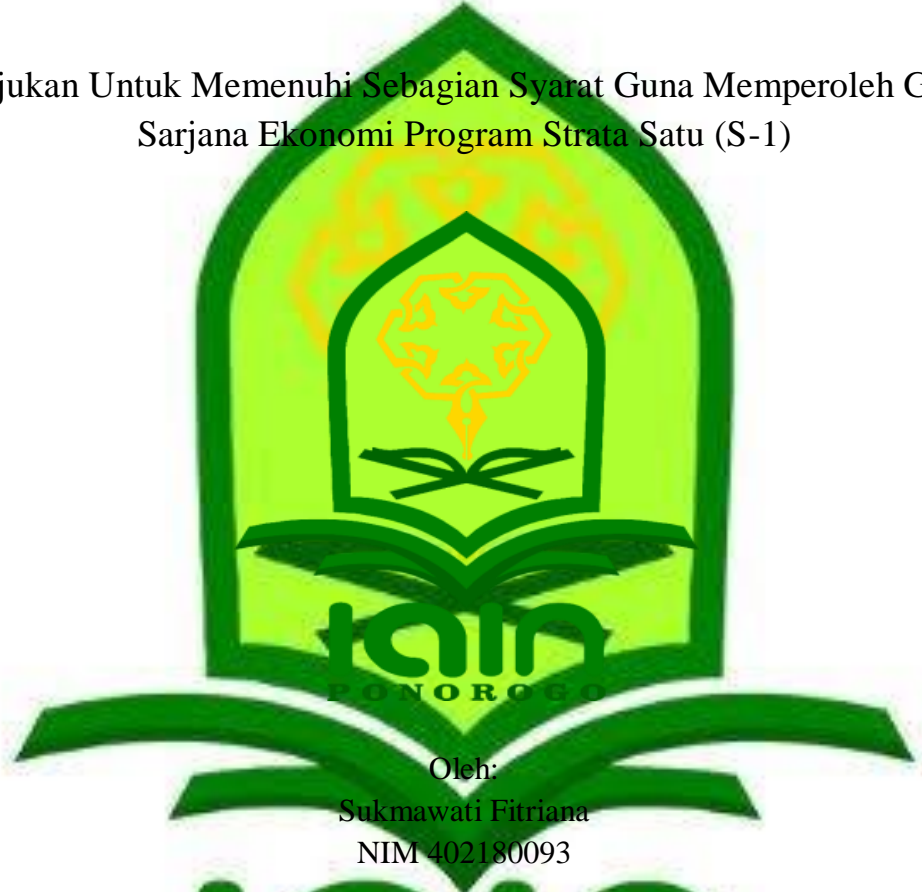 jukan Untuk Memenuhi Sebagian Syarat Guna Memperoleh G
Sarjana Ekonomi Program Strata Satu (S-1)
iain
PONOROGO
Oleh:
Sukmawati Fitriana
NIM 402180093